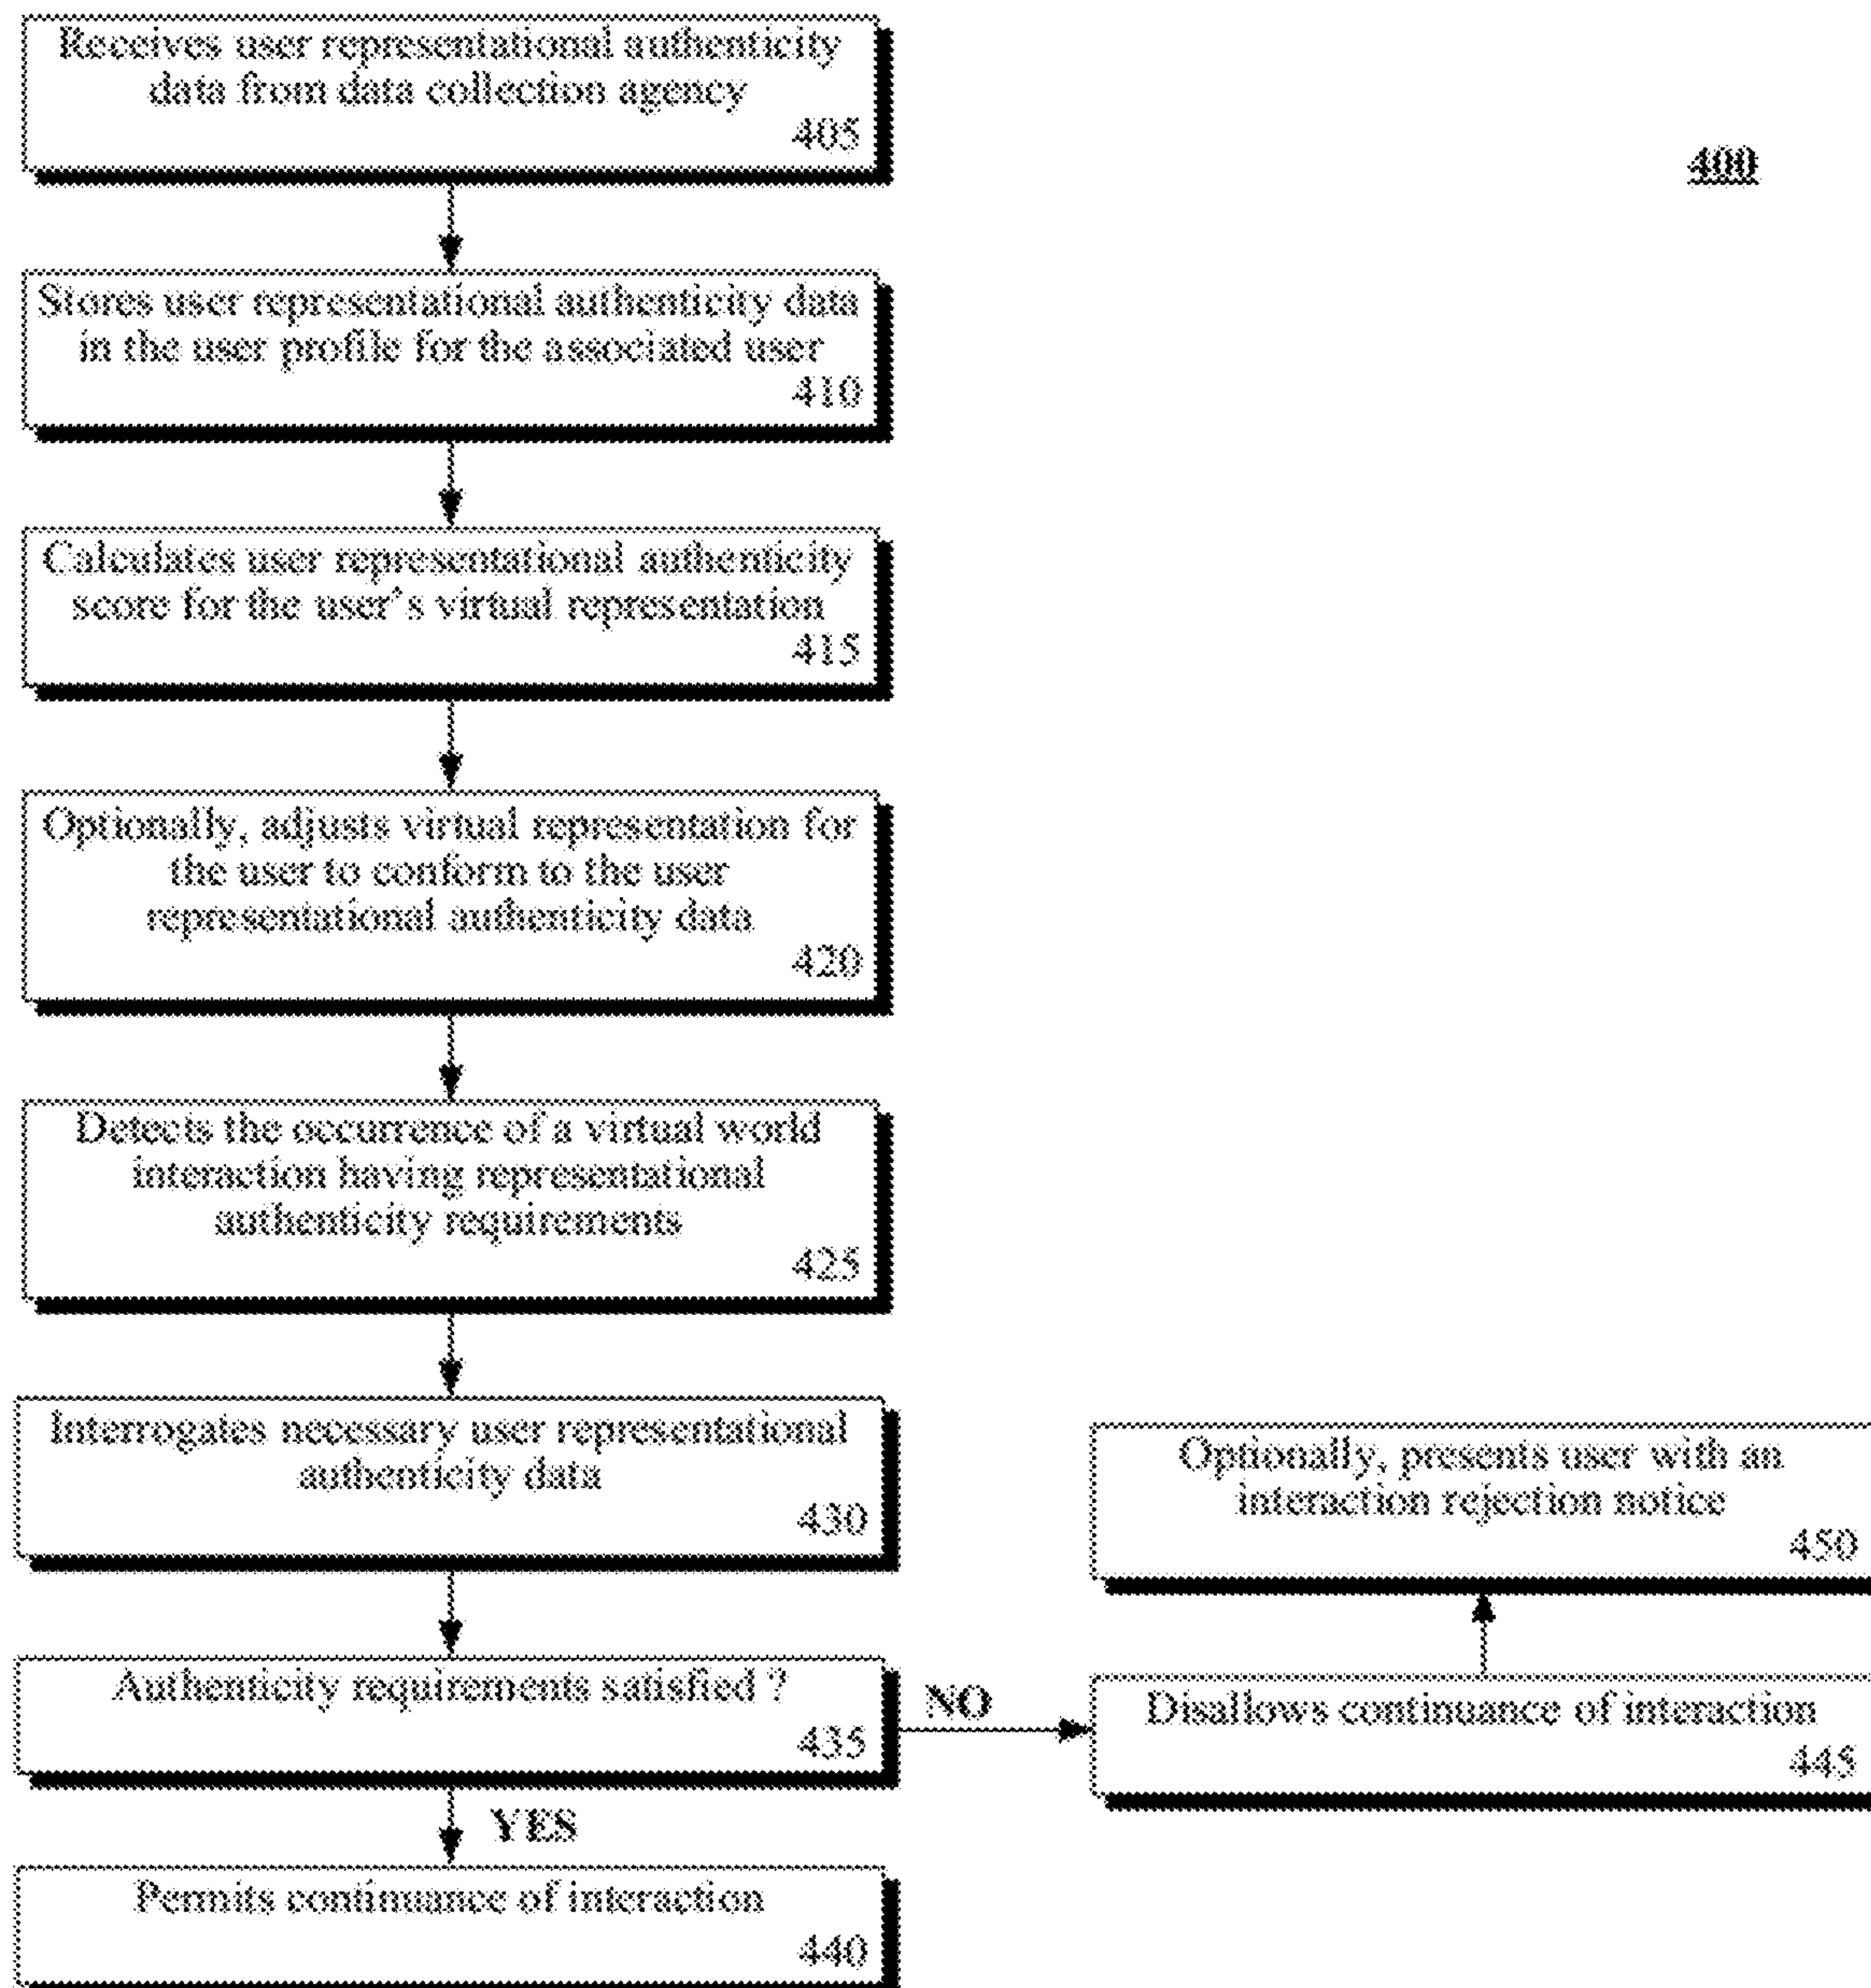 Receives user representational authenticity
data from data collection agency
405
400
Stores user representational authenticity data
in the user profile for the associated user
410
Calculates user representational authenticity
score for the user's virtual representation
415
Optionally, adjusts virtual representation for
the user to conform to the user
representational authenticity data
420
Detects the occurrence of a virtual world
interaction having representational
authenticity requirements
425
Interrogates necessary user representational
authenticity data
430
Optionally, presents user with an
interaction rejection notice
450
Authenticity requirements satisfied ?
435
NO
Disallows continuance of interaction
445
YES
Permits continuance of interaction
440